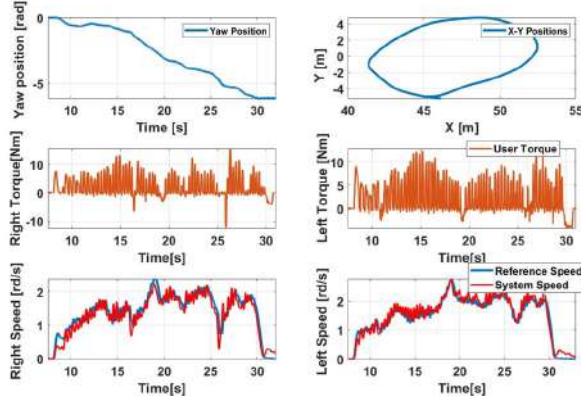 Yaw position [rad]
0
-5
Yaw Position
10 15 20 25 30
Time [s]
Y [m]
4
2
0
-2
-4
X-Y Positions
40 45 50 55
X [m]
Right Torque[Nm]
10
0
-10
10 15 20 25 30
Time[s]
Left Torque [Nm]
10
5
0
User Torque
10 15 20 25 30
Time[s]
Right Speed [rd/s]
2
1
0
10 15 20 25 30
Time[s]
Left Speed [rd/s]
2
1
0
Reference Speed
System Speed
10 15 20 25 30
Time[s]